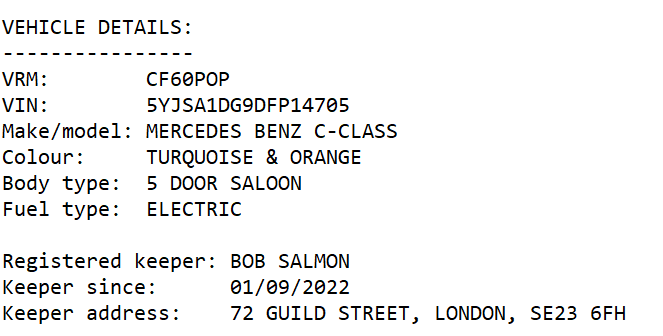 VEHICLE DETAILS:
----------------
VRM: CF60POP
VIN: 5YJSA1DG9DFP14705
Make/model: MERCEDES BENZ C-CLASS
Colour: TURQUOISE & ORANGE
Body type: 5 DOOR SALOON
Fuel type: ELECTRIC

Registered keeper: BOB SALMON
Keeper since: 01/09/2022
Keeper address: 72 GUILD STREET, LONDON, SE23 6FH